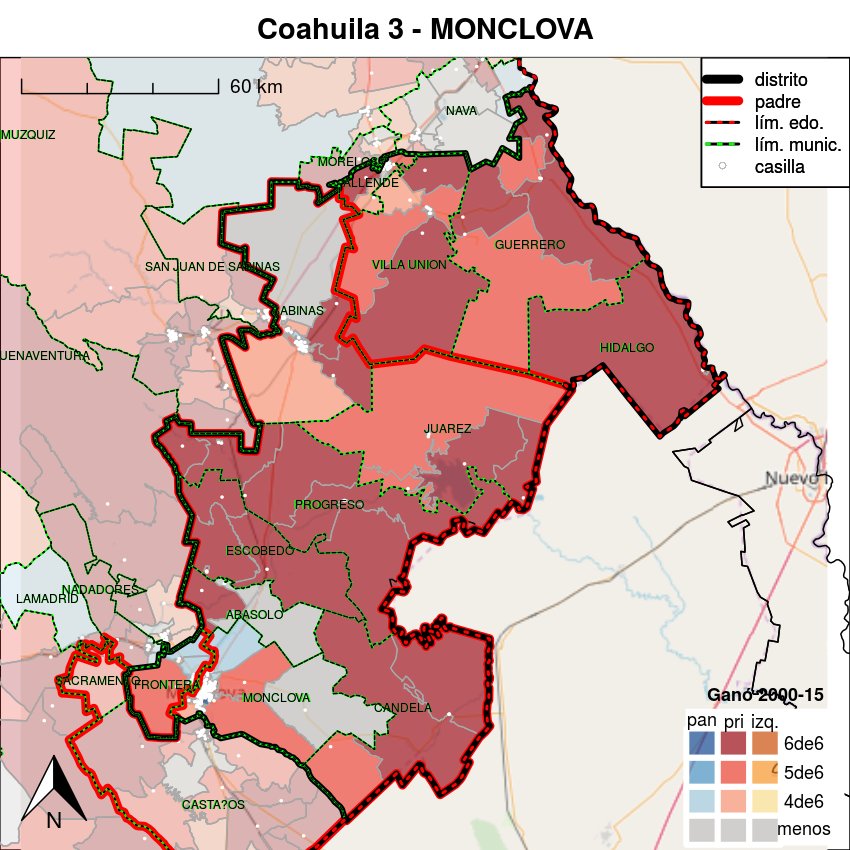 Coahuila 3 - MONCLOVA
60 km
distrito
padre
lím. edo.
lím. munic.
casilla
NAVA
MUZQUIZ
MORELOS
ALLENDE
GUERRERO
VILLA UNION
SAN JUAN DE SABINAS
SABINAS
HIDALGO
UENAVENTURA
JUAREZ
Nuevo
PROGRESO
ESCOBEDO
NADADORES
LAMADRID
ABASOLO
SACRAMENTO
FRONTERA
MONCLOVA
CANDELA
CASTA?OS
N
Ganó 2000-15
pan pri izq.
6de6
5de6
4de6
menos